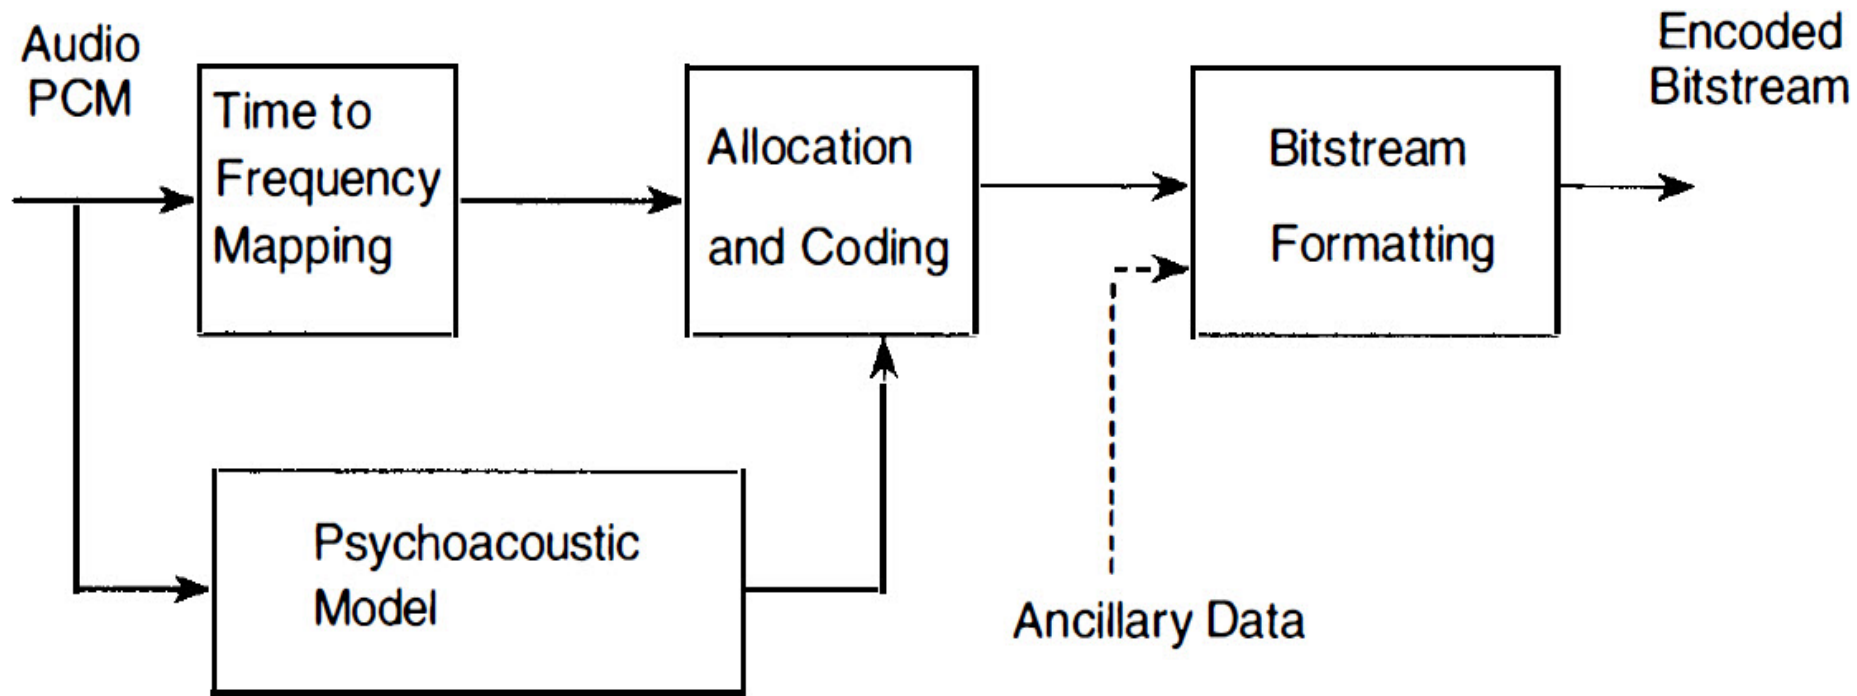 Audio
PCM
Time to
Frequency
Mapping
Allocation
and Coding
Bitstream
Formatting
Encoded
Bitstream
Psychoacoustic
Model
Ancillary Data